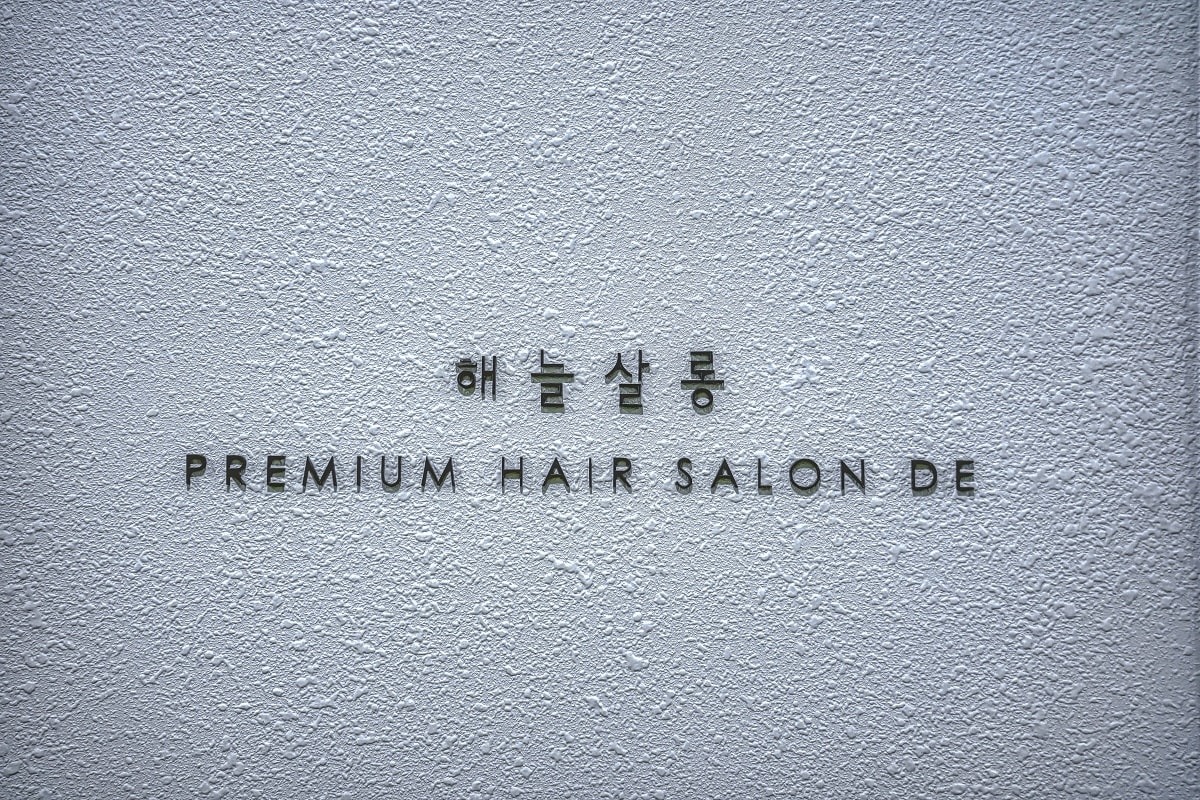 해늘살롱
PREMIUM HAIR SALON DE